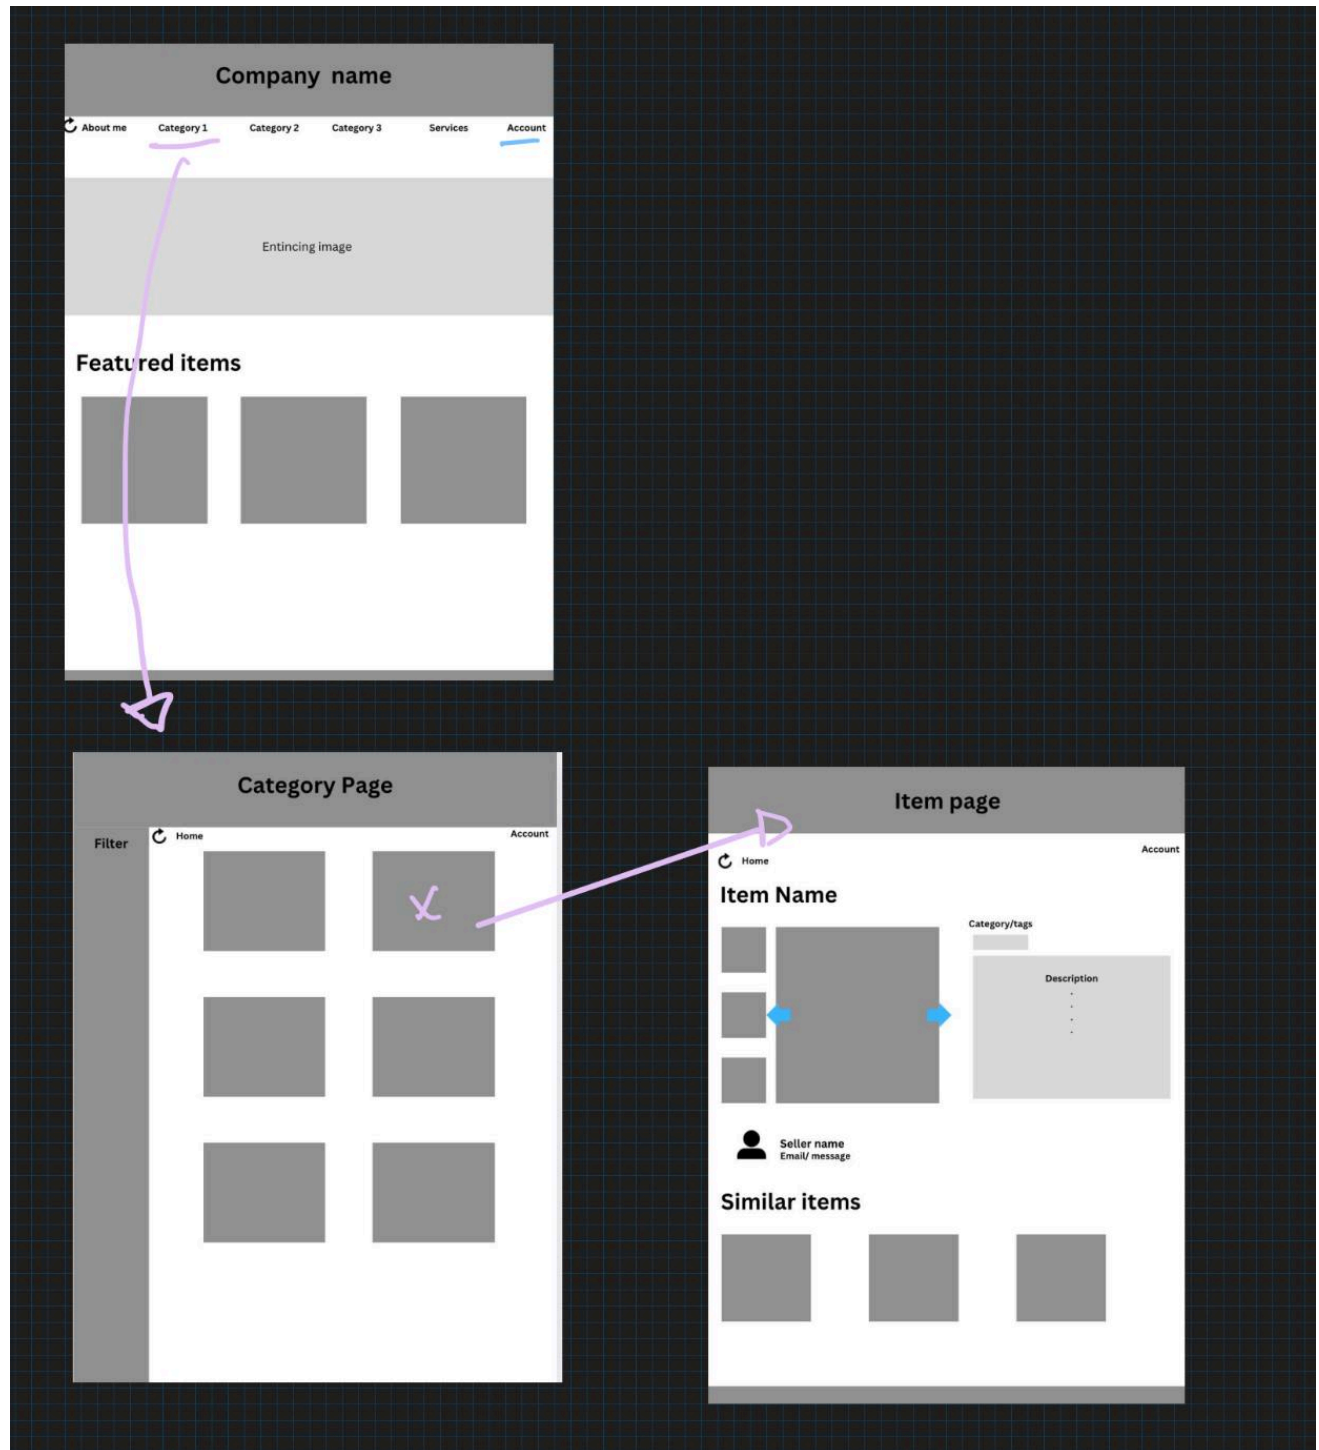 Company name
About me Category 1 Category 2 Category 3 Services Account
Entincing image
Featured items
Category Page
Filter
Home Account
X
Item page
Account
Home
Item Name
Category/tags
Description
.
.
.
.
Seller name
Email/ message
Similar items